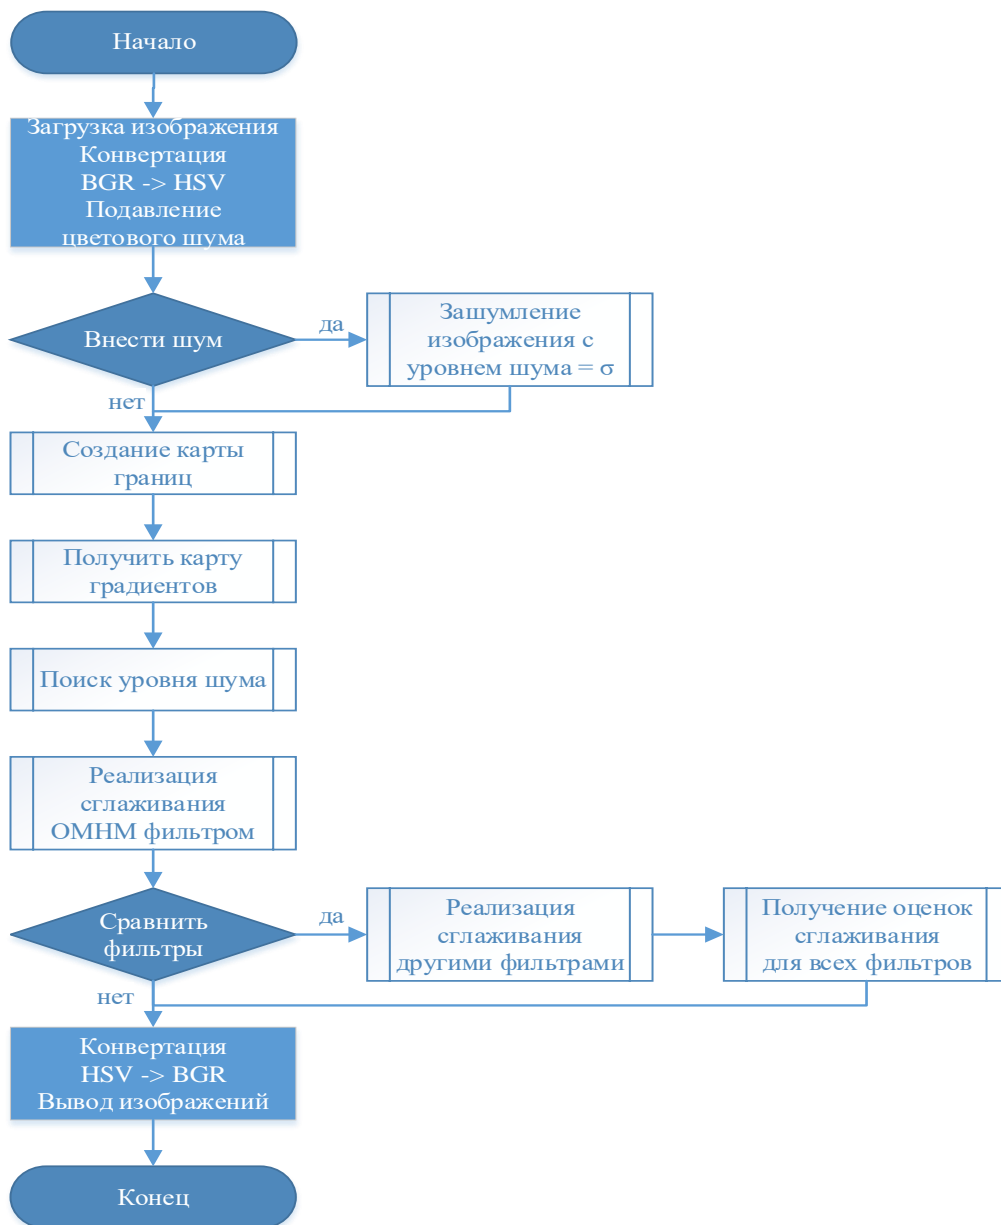 Начало
Загрузка изображения
Конвертация
BGR -> HSV
Подавление
цветового шума
Внести шум
да
Зашумление
изображения с
уровнем шума = σ
нет
Создание карты
границ
Получить карту
градиентов
Поиск уровня шума
Реализация
сглаживания
ОМНМ фильтром
Сравнить
фильтры
да
Реализация
сглаживания
другими фильтрами
Получение оценок
сглаживания
для всех фильтров
нет
Конвертация
HSV -> BGR
Вывод изображений
Конец